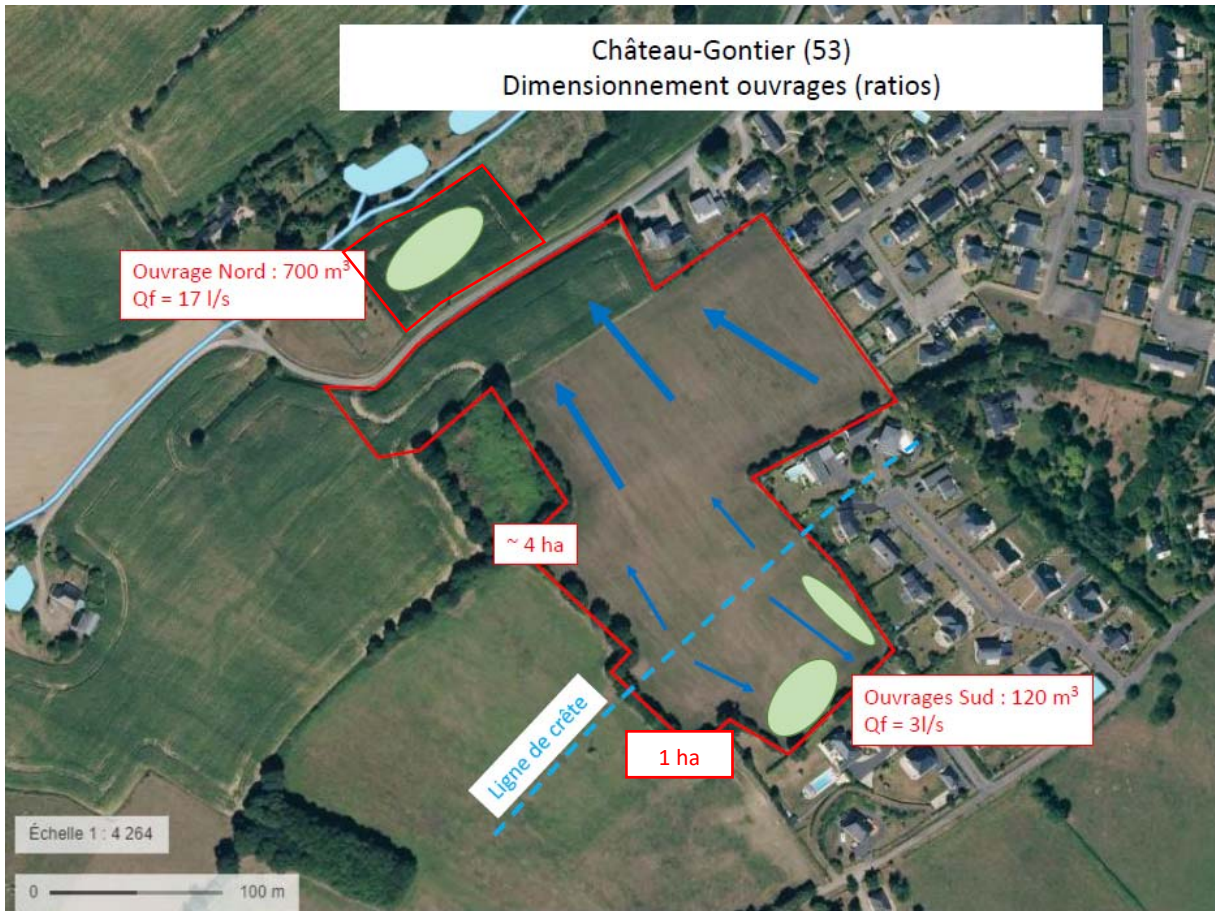 Château-Gontier (53)
Dimensionnement ouvrages (ratios)
Ouvrage Nord : 700 m³
Qf = 17 l/s
~ 4 ha
Ouvrages Sud : 120 m³
Qf = 3l/s
Ligne de crête
1 ha
Échelle 1 : 4 264
0 100 m